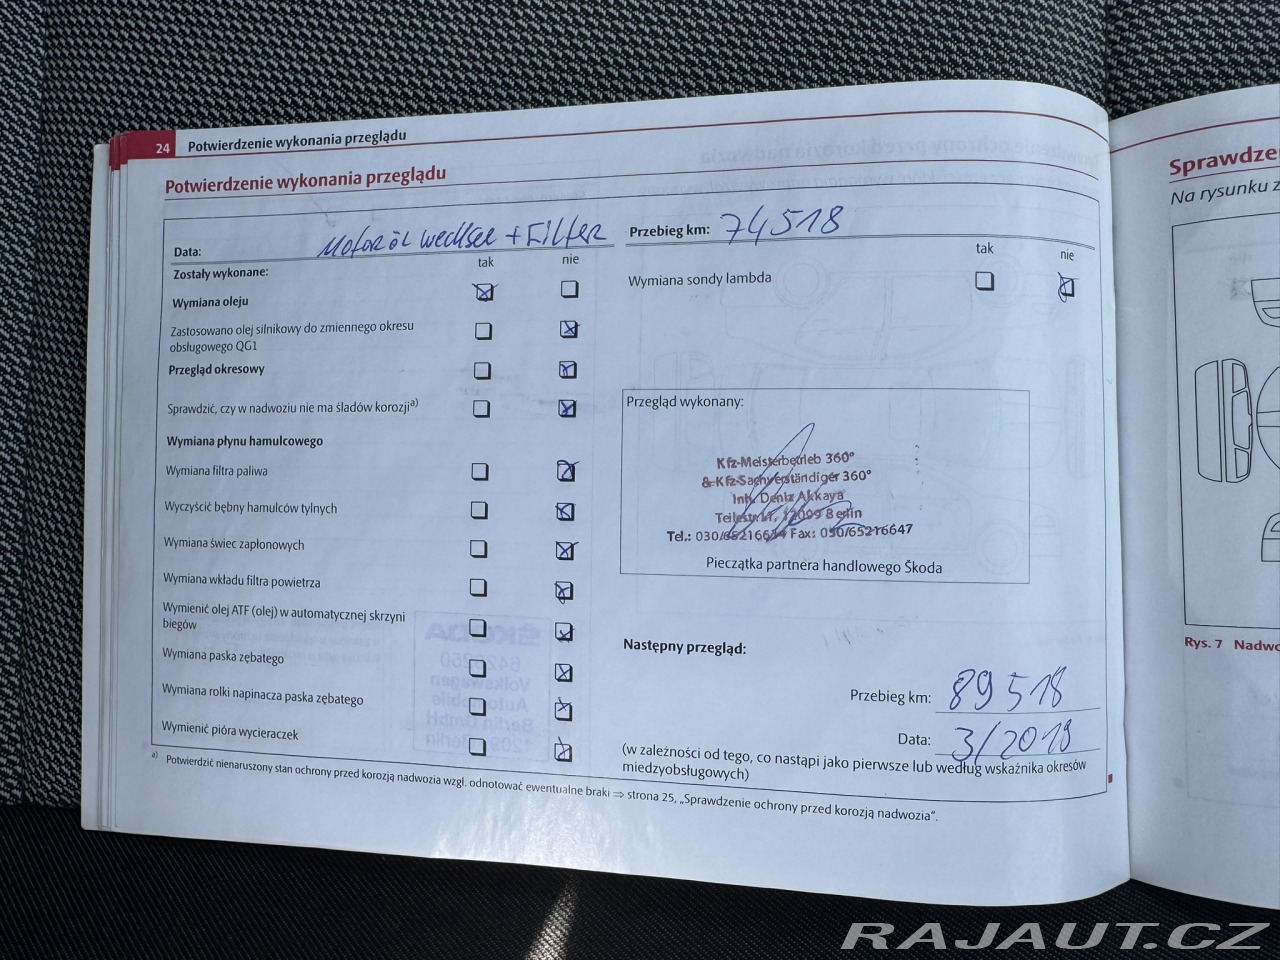 24 Potwierdzenie wykonania przeglądu
Potwierdzenie wykonania przeglądu
Data: Motoröl wechsel + Filter
Przebieg km: 74518
Zostały wykonane:
tak nie
Wymiana oleju
Zastosowano olej silnikowy do zmiennego okresu
obsługowego QG1
Przegląd okresowy
Sprawdzić, czy w nadwoziu nie ma śladów korozji a)
Wymiana płynu hamulcowego
Wymiana filtra paliwa
Wyczyścić bębny hamulców tylnych
Wymiana świec zapłonowych
Wymiana wkładu filtra powietrza
Wymienić olej ATF (olej) w automatycznej skrzyni
biegów
Wymiana paska zębatego
Wymiana rolki napinacza paska zębatego
Wymienić pióra wycieraczek
tak nie
Wymiana sondy lambda
Przegląd wykonany:
Kfz-Meisterbetrieb 360°
& Kfz-Sachverständiger 360°
Inh. Deniz Akkaya
12099 Berlin
Tel.: Fax: 030/65216647
Pieczątka partnera handlowego Škoda
Następny przegląd:
Przebieg km: 89518
Data: 3/2019
(w zależności od tego, co nastąpi jako pierwsze lub według wskaźnika okresów
miedzyobsługowych)
a) Potwierdzić nienaruszony stan ochrony przed korozją nadwozia wzgl. odnotować ewentualne braki ⇒ strona 25, „Sprawdzenie ochrony przed korozją nadwozia".
Na rysunku
Rys. 7
RAJAUT.CZ